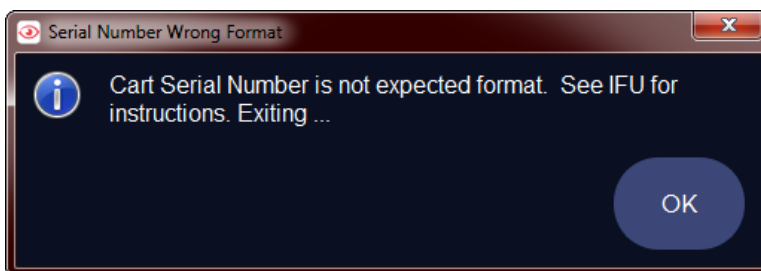 Serial Number Wrong Format
Cart Serial Number is not expected format.  See IFU for
instructions. Exiting ...
OK